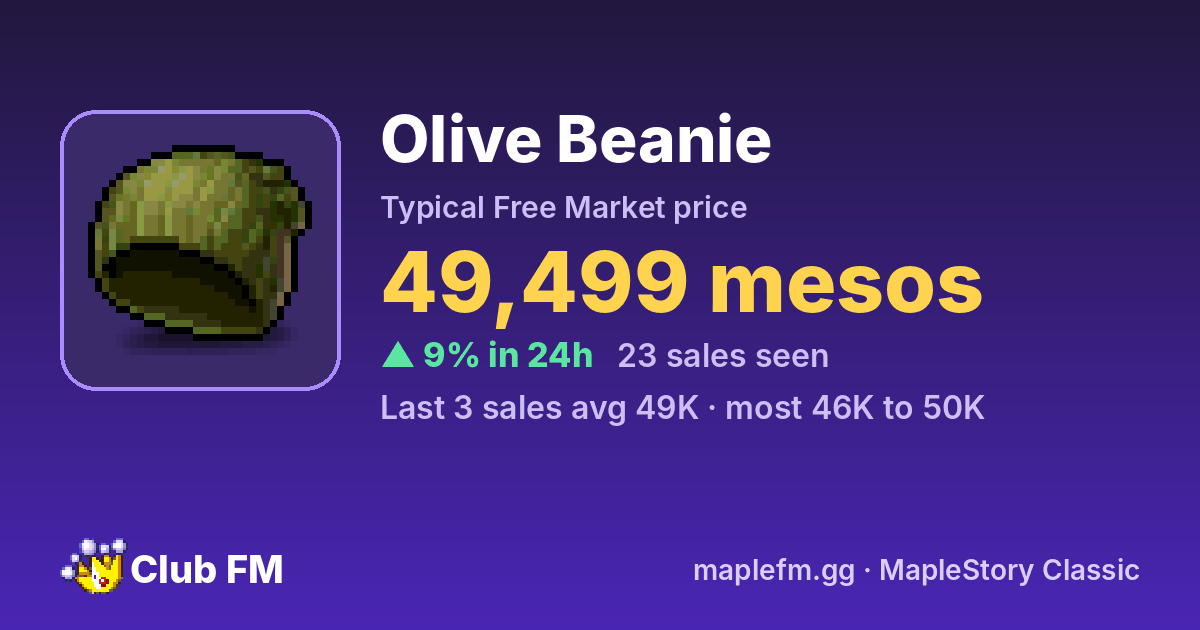 Olive Beanie
Typical Free Market price
49,499 mesos
▲ 9% in 24h 23 sales seen
Last 3 sales avg 49K · most 46K to 50K
Club FM
maplefm.gg · MapleStory Classic